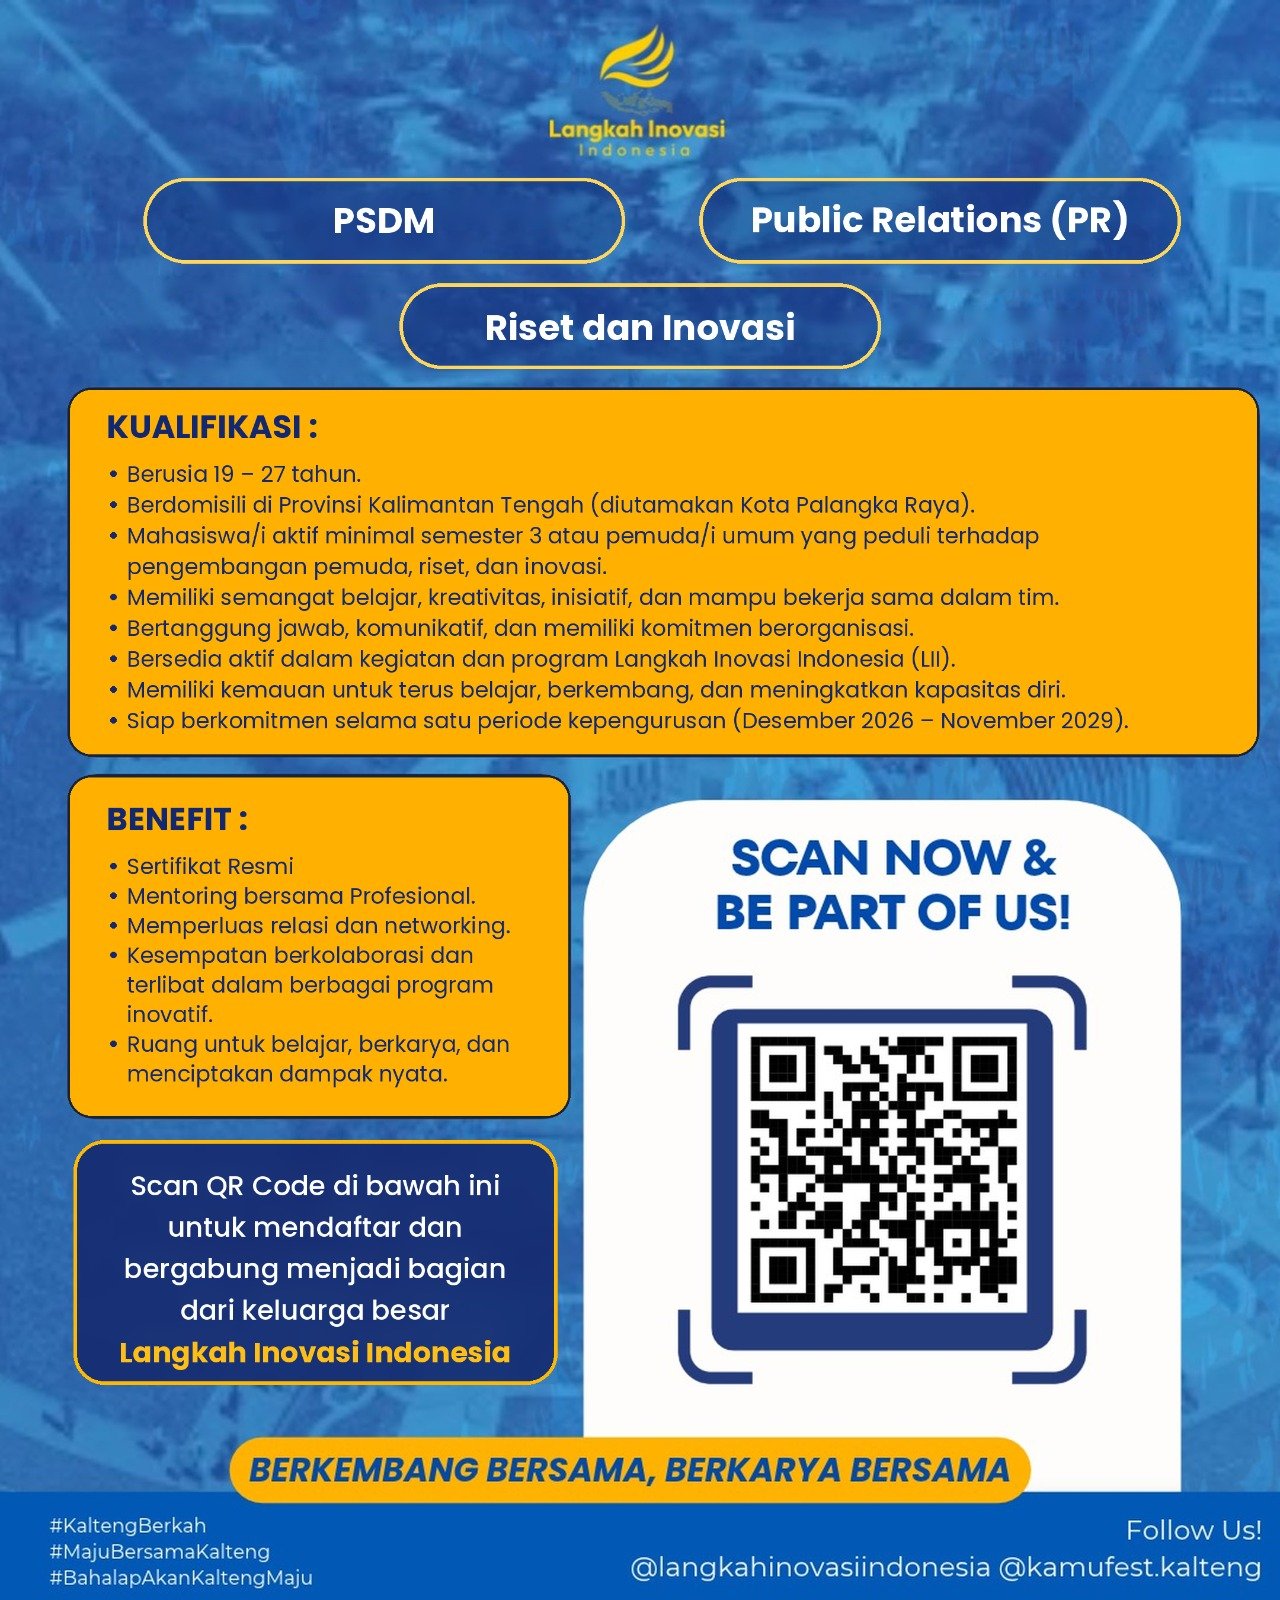 Langkah Inovasi
Indonesia
PSDM
Public Relations (PR)
Riset dan Inovasi
KUALIFIKASI :
• Berusia 19 – 27 tahun.
• Berdomisili di Provinsi Kalimantan Tengah (diutamakan Kota Palangka Raya).
• Mahasiswa/i aktif minimal semester 3 atau pemuda/i umum yang peduli terhadap
pengembangan pemuda, riset, dan inovasi.
• Memiliki semangat belajar, kreativitas, inisiatif, dan mampu bekerja sama dalam tim.
• Bertanggung jawab, komunikatif, dan memiliki komitmen berorganisasi.
• Bersedia aktif dalam kegiatan dan program Langkah Inovasi Indonesia (LII).
• Memiliki kemauan untuk terus belajar, berkembang, dan meningkatkan kapasitas diri.
• Siap berkomitmen selama satu periode kepengurusan (Desember 2026 – November 2029).
BENEFIT :
• Sertifikat Resmi
• Mentoring bersama Profesional.
• Memperluas relasi dan networking.
• Kesempatan berkolaborasi dan
terlibat dalam berbagai program
inovatif.
• Ruang untuk belajar, berkarya, dan
menciptakan dampak nyata.
Scan QR Code di bawah ini
untuk mendaftar dan
bergabung menjadi bagian
dari keluarga besar
Langkah Inovasi Indonesia
SCAN NOW &
BE PART OF US!
BERKEMBANG BERSAMA, BERKARYA BERSAMA
#KaltengBerkah
#MajuBersamaKalteng
#BahalapAkanKaltengMaju
Follow Us!
@langkahinovasiindonesia @kamufest.kalteng